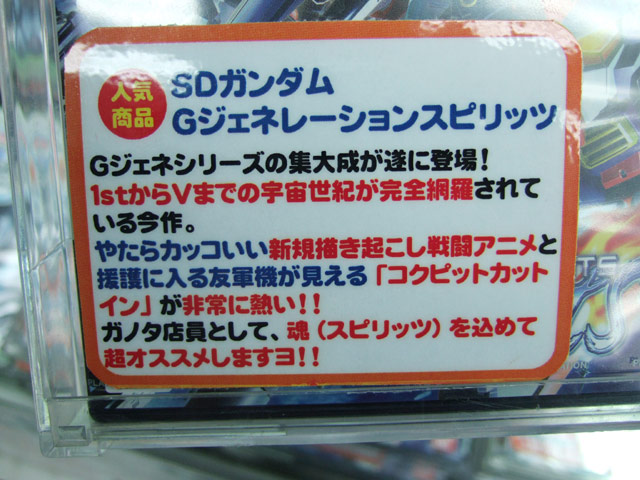 人気
商品
SDガンダム
Gジェネレーションスピリッツ
Gジェネシリーズの集大成が遂に登場!
1stからVまでの宇宙世紀が完全網羅されて
いる今作。
やたらカッコいい新規描き起こし戦闘アニメと
援護に入る友軍機が見える「コクピットカット
イン」が非常に熱い!!
ガノタ店員として、魂（スピリッツ）を込めて
超オススメしますヨ!!